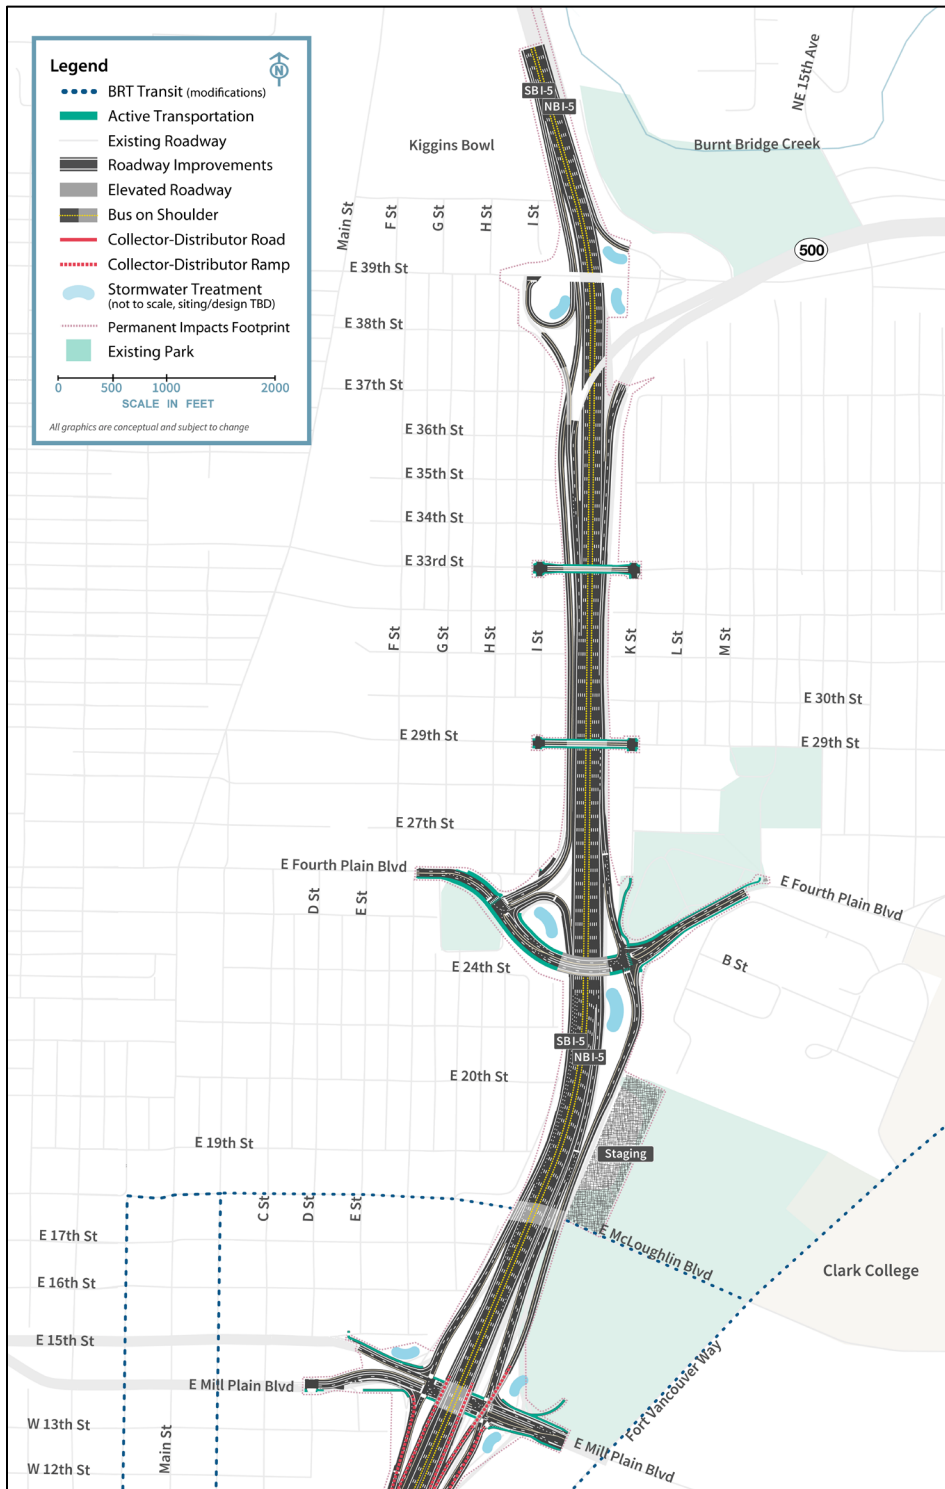 Legend
N
BRT Transit (modifications)
Active Transportation
Existing Roadway
Roadway Improvements
Elevated Roadway
Bus on Shoulder
Collector-Distributor Road
Collector-Distributor Ramp
Stormwater Treatment
(not to scale, siting/design TBD)
Permanent Impacts Footprint
Existing Park
0 500 1000 2000
SCALE IN FEET
All graphics are conceptual and subject to change
SBI-5
NBI-5
NE 15th Ave
Kiggins Bowl
Burnt Bridge Creek
Main St
F St
G St
H St
I St
500
E 39th St
E 38th St
E 37th St
E 36th St
E 35th St
E 34th St
E 33rd St
F St
G St
H St
I St
K St
L St
M St
E 30th St
E 29th St
E 29th St
E 27th St
E Fourth Plain Blvd
E Fourth Plain Blvd
D St
E St
E 24th St
B St
SBI-5
NBI-5
E 20th St
E 19th St
Staging
C St
D St
E St
E 17th St
E McLoughlin Blvd
Clark College
E 16th St
E 15th St
Fort Vancouver Way
E Mill Plain Blvd
W 13th St
Main St
E Mill Plain Blvd
W 12th St